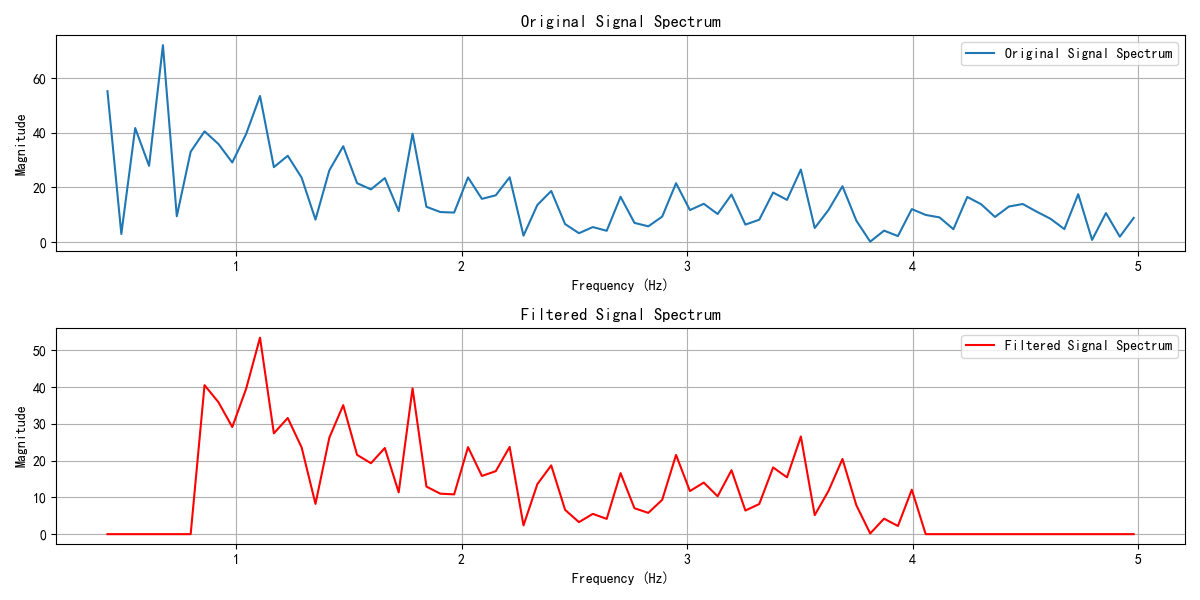 Original Signal Spectrum
Original Signal Spectrum
Magnitude
60
40
20
0
1 2 3 4 5
Frequency (Hz)
Filtered Signal Spectrum
Filtered Signal Spectrum
Magnitude
50
40
30
20
10
0
1 2 3 4 5
Frequency (Hz)